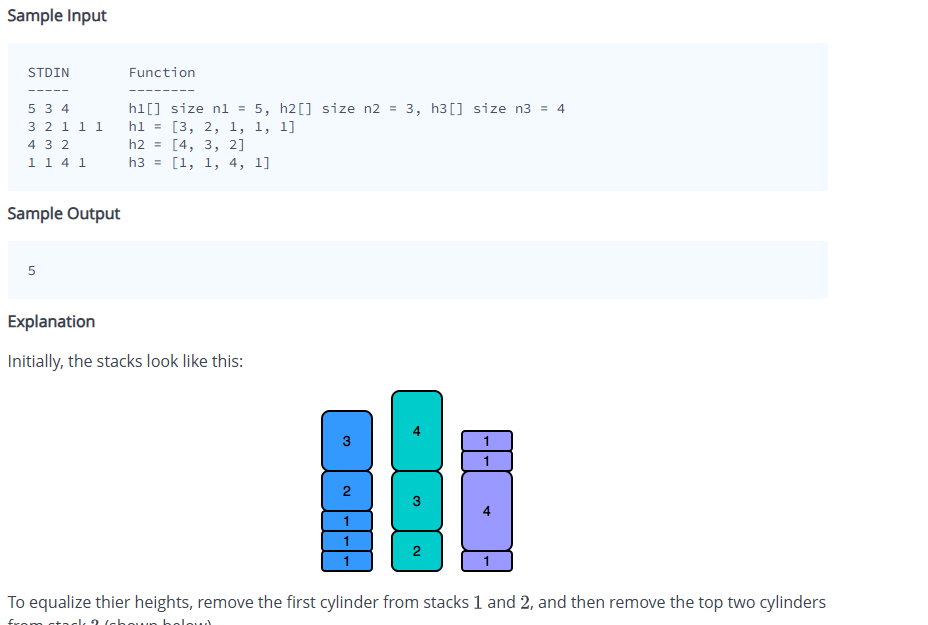 Sample Input
STDIN Function
----- --------
5 3 4 h1[] size n1 = 5, h2[] size n2 = 3, h3[] size n3 = 4
3 2 1 1 1 h1 = [3, 2, 1, 1, 1]
4 3 2 h2 = [4, 3, 2]
1 1 4 1 h3 = [1, 1, 4, 1]
Sample Output
5
Explanation
Initially, the stacks look like this:
3
2
1
1
1
4
3
2
1
1
4
1
To equalize thier heights, remove the first cylinder from stacks 1 and 2, and then remove the top two cylinders
from stack (shown below)